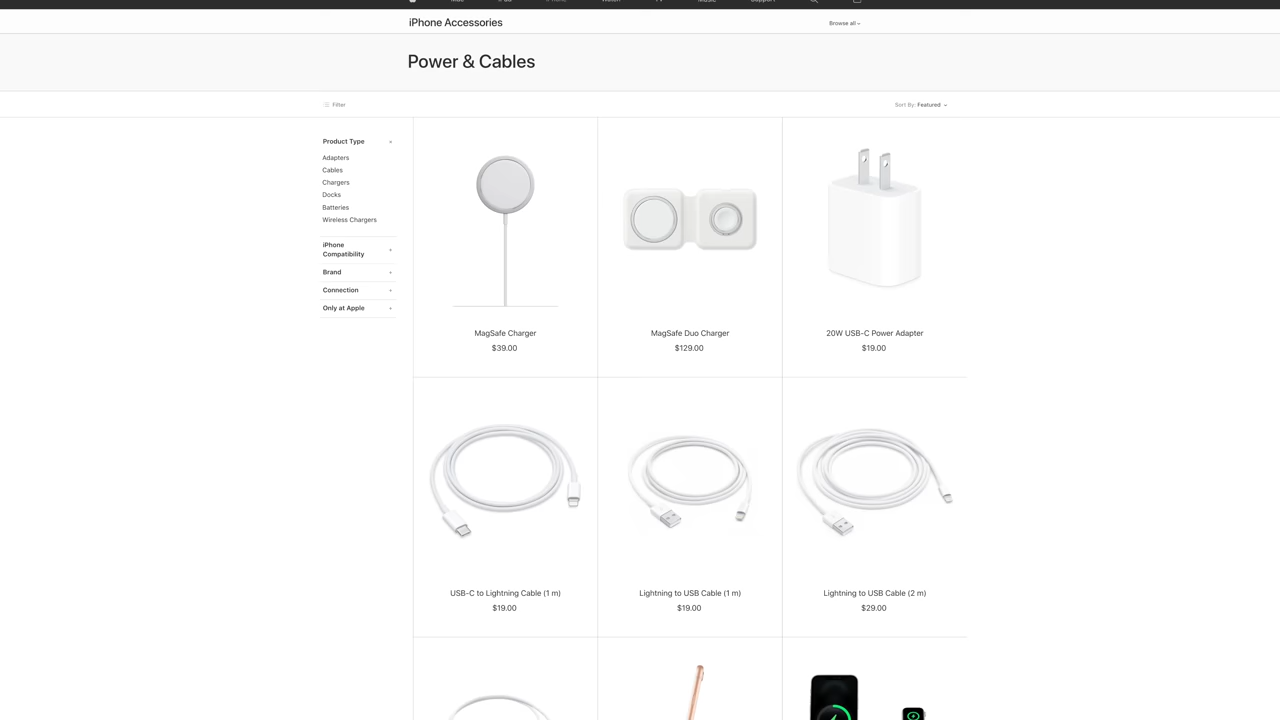 iPhone Accessories
Browse all
Power & Cables
Filter
Sort By: Featured
Product Type +
Adapters
Cables
Chargers
Docks
Batteries
Wireless Chargers
iPhone
Compatibility +
Brand +
Connection +
Only at Apple +
MagSafe Charger
$39.00
MagSafe Duo Charger
$129.00
20W USB-C Power Adapter
$19.00
USB-C to Lightning Cable (1 m)
$19.00
Lightning to USB Cable (1 m)
$19.00
Lightning to USB Cable (2 m)
$29.00